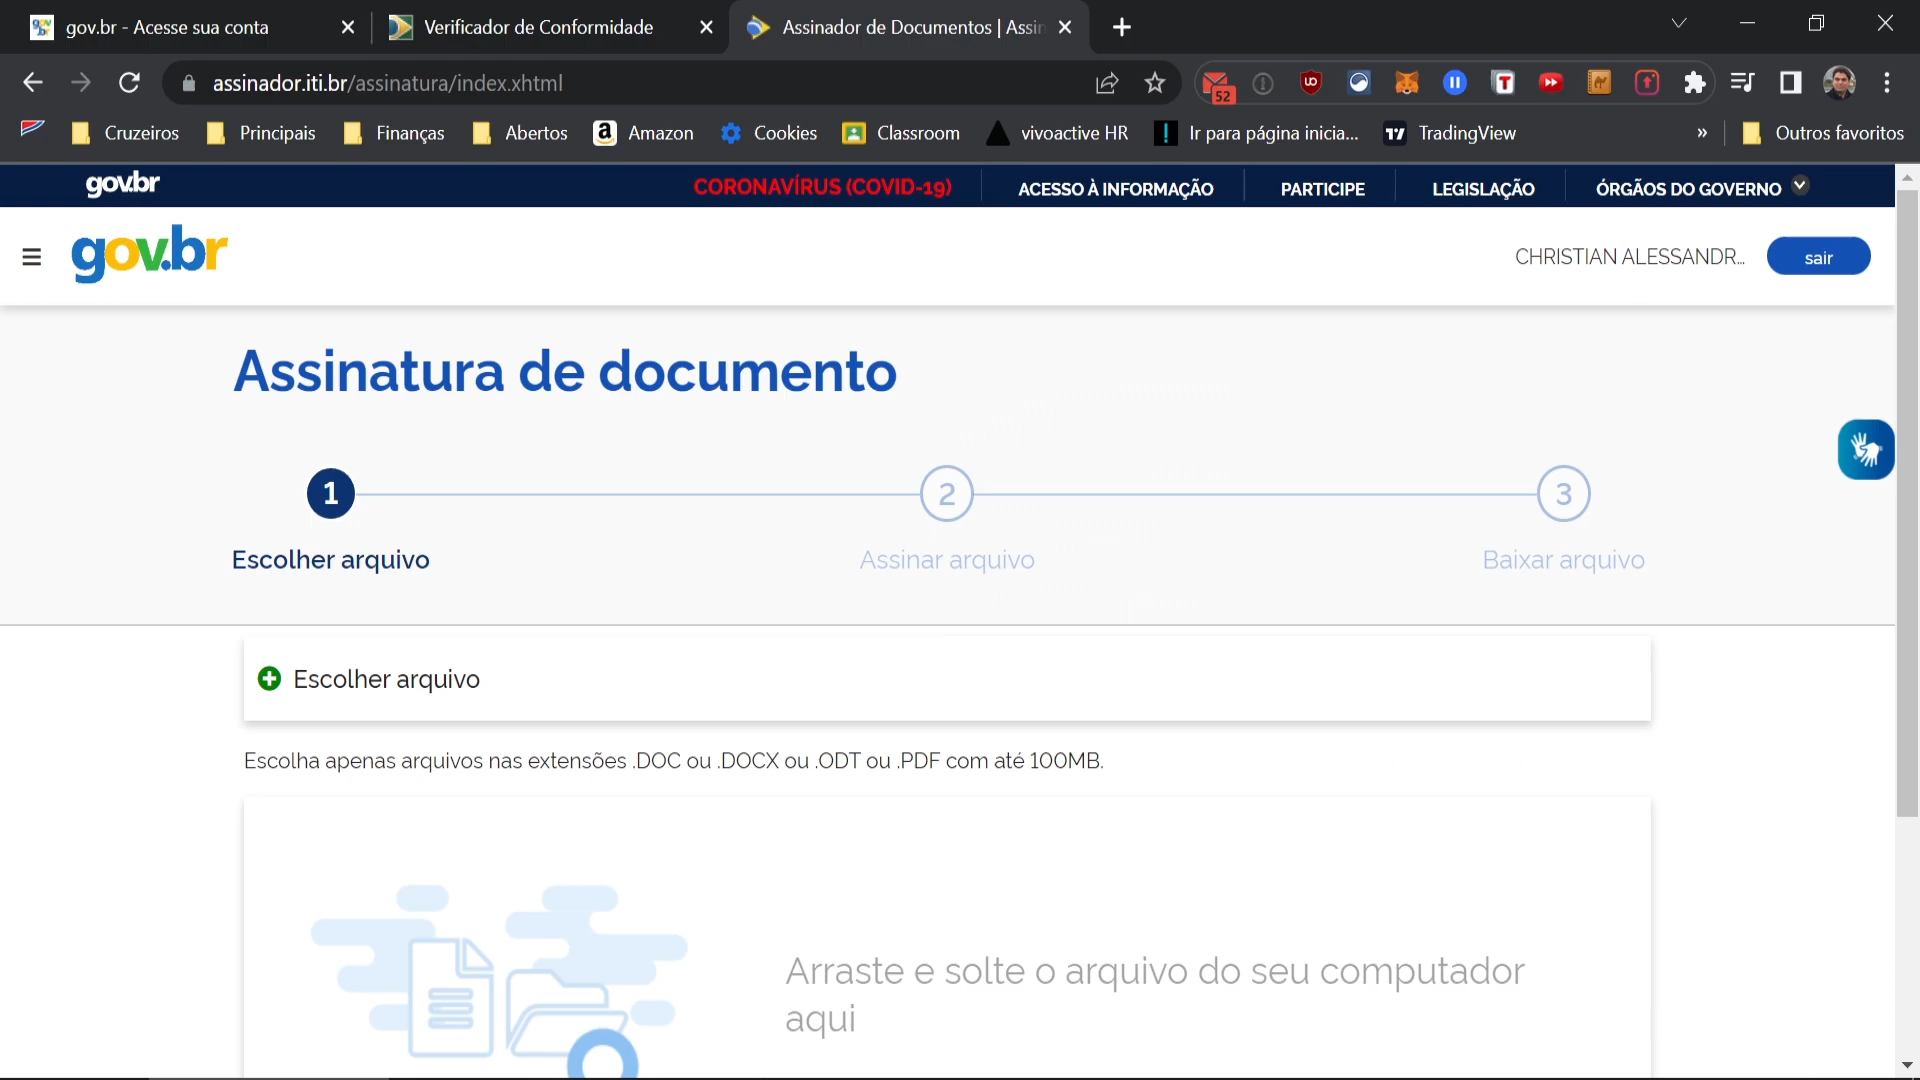 gov.br - Acesse sua conta
Verificador de Conformidade
Assinador de Documentos | Assin
assinador.iti.br/assinatura/index.xhtml
52
Cruzeiros
Principais
Finanças
Abertos
Amazon
Cookies
Classroom
vivoactive HR
Ir para página inicia...
TradingView
»
Outros favoritos
gov.br
CORONAVÍRUS (COVID-19)
ACESSO À INFORMAÇÃO
PARTICIPE
LEGISLAÇÃO
ÓRGÃOS DO GOVERNO
gov.br
CHRISTIAN ALESSANDR...
sair
Assinatura de documento
1
2
3
Escolher arquivo
Assinar arquivo
Baixar arquivo
Escolher arquivo
Escolha apenas arquivos nas extensões .DOC ou .DOCX ou .ODT ou .PDF com até 100MB.
Arraste e solte o arquivo do seu computador
aqui